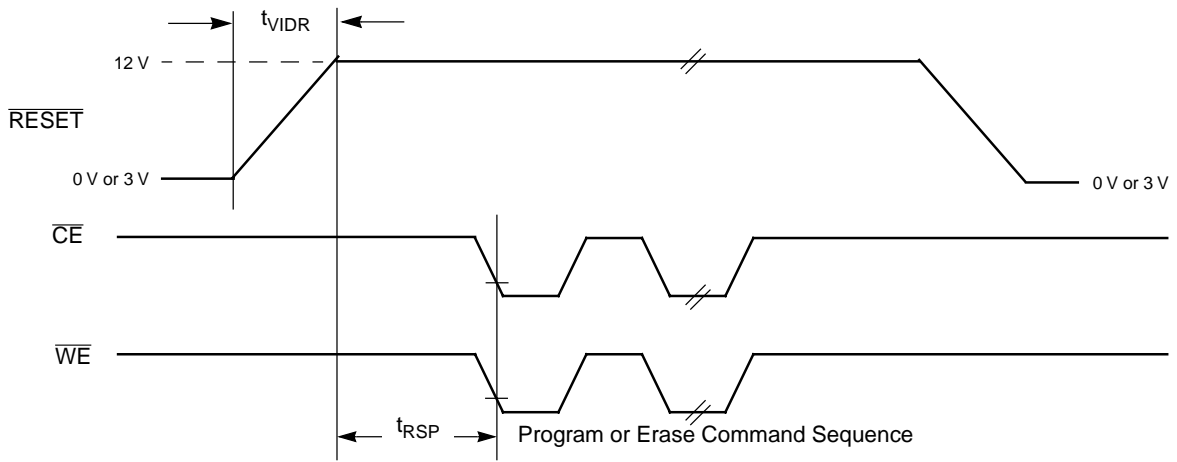 tVIDR
12 V
RESET
0 V or 3 V
0 V or 3 V
CE
WE
tRSP
Program or Erase Command Sequence